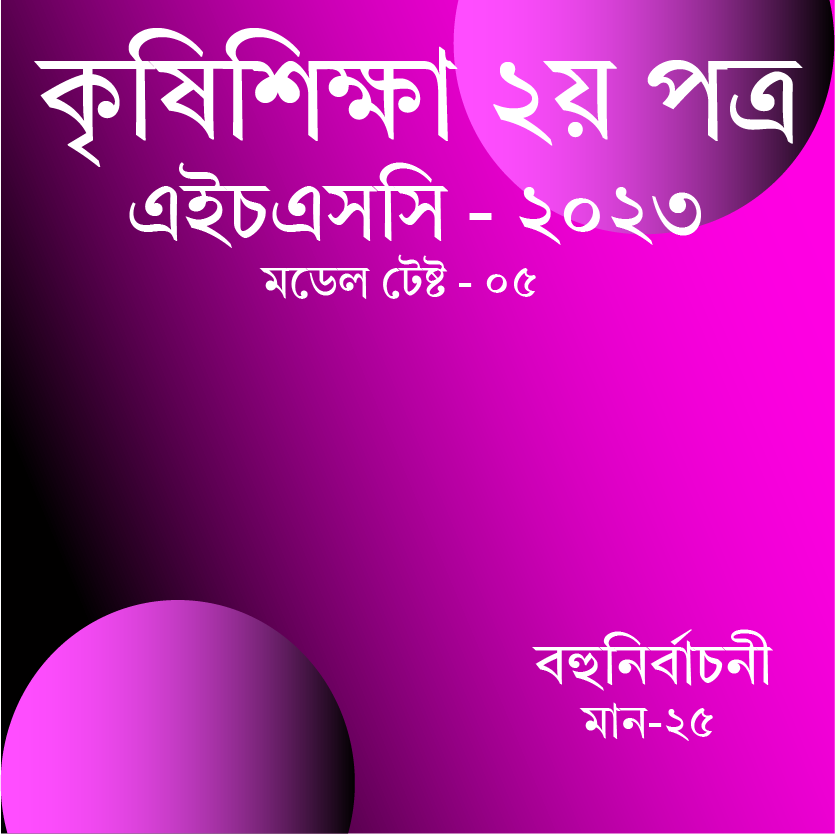 কৃষিশিক্ষা ২য় পত্র
এইচএসসি - ২০২৩
মডেল টেষ্ট - ০৫
বহুনির্বাচনী
মান-২৫